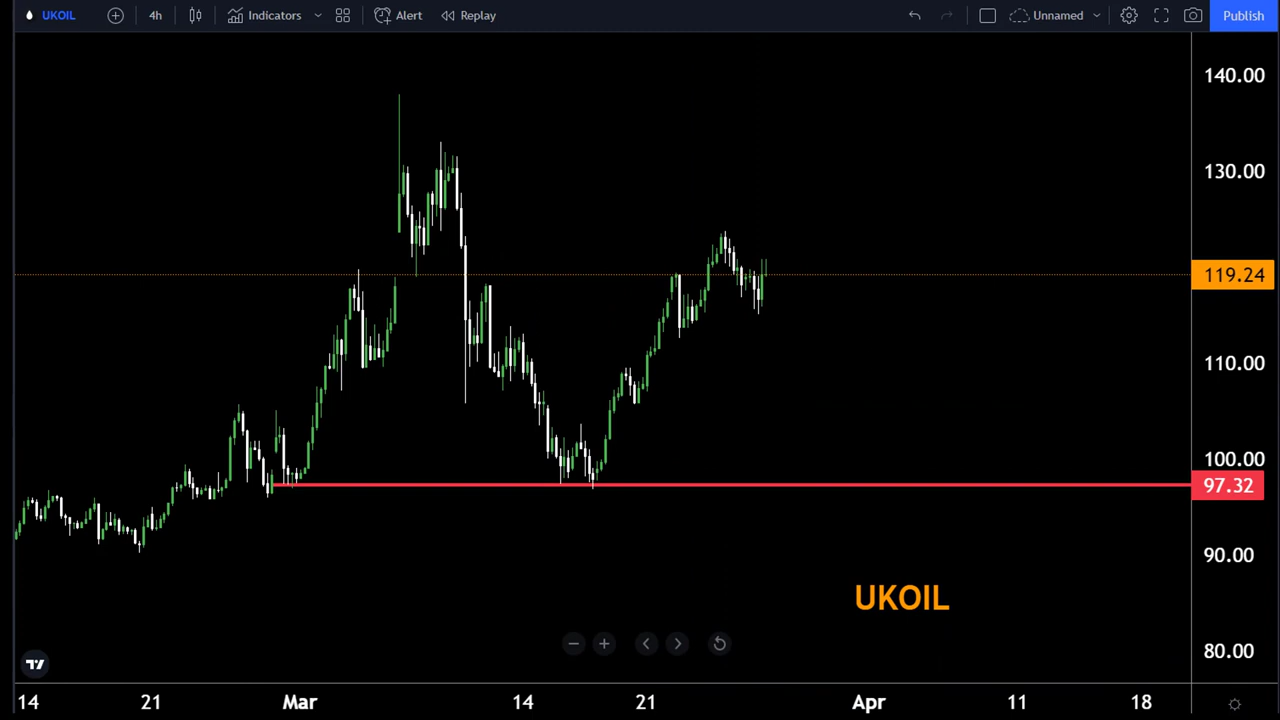 UKOIL 4h Indicators Alert Replay Unnamed Publish
140.00
130.00
119.24
110.00
100.00
97.32
90.00
UKOIL
80.00
14 21 Mar 14 21 Apr 11 18